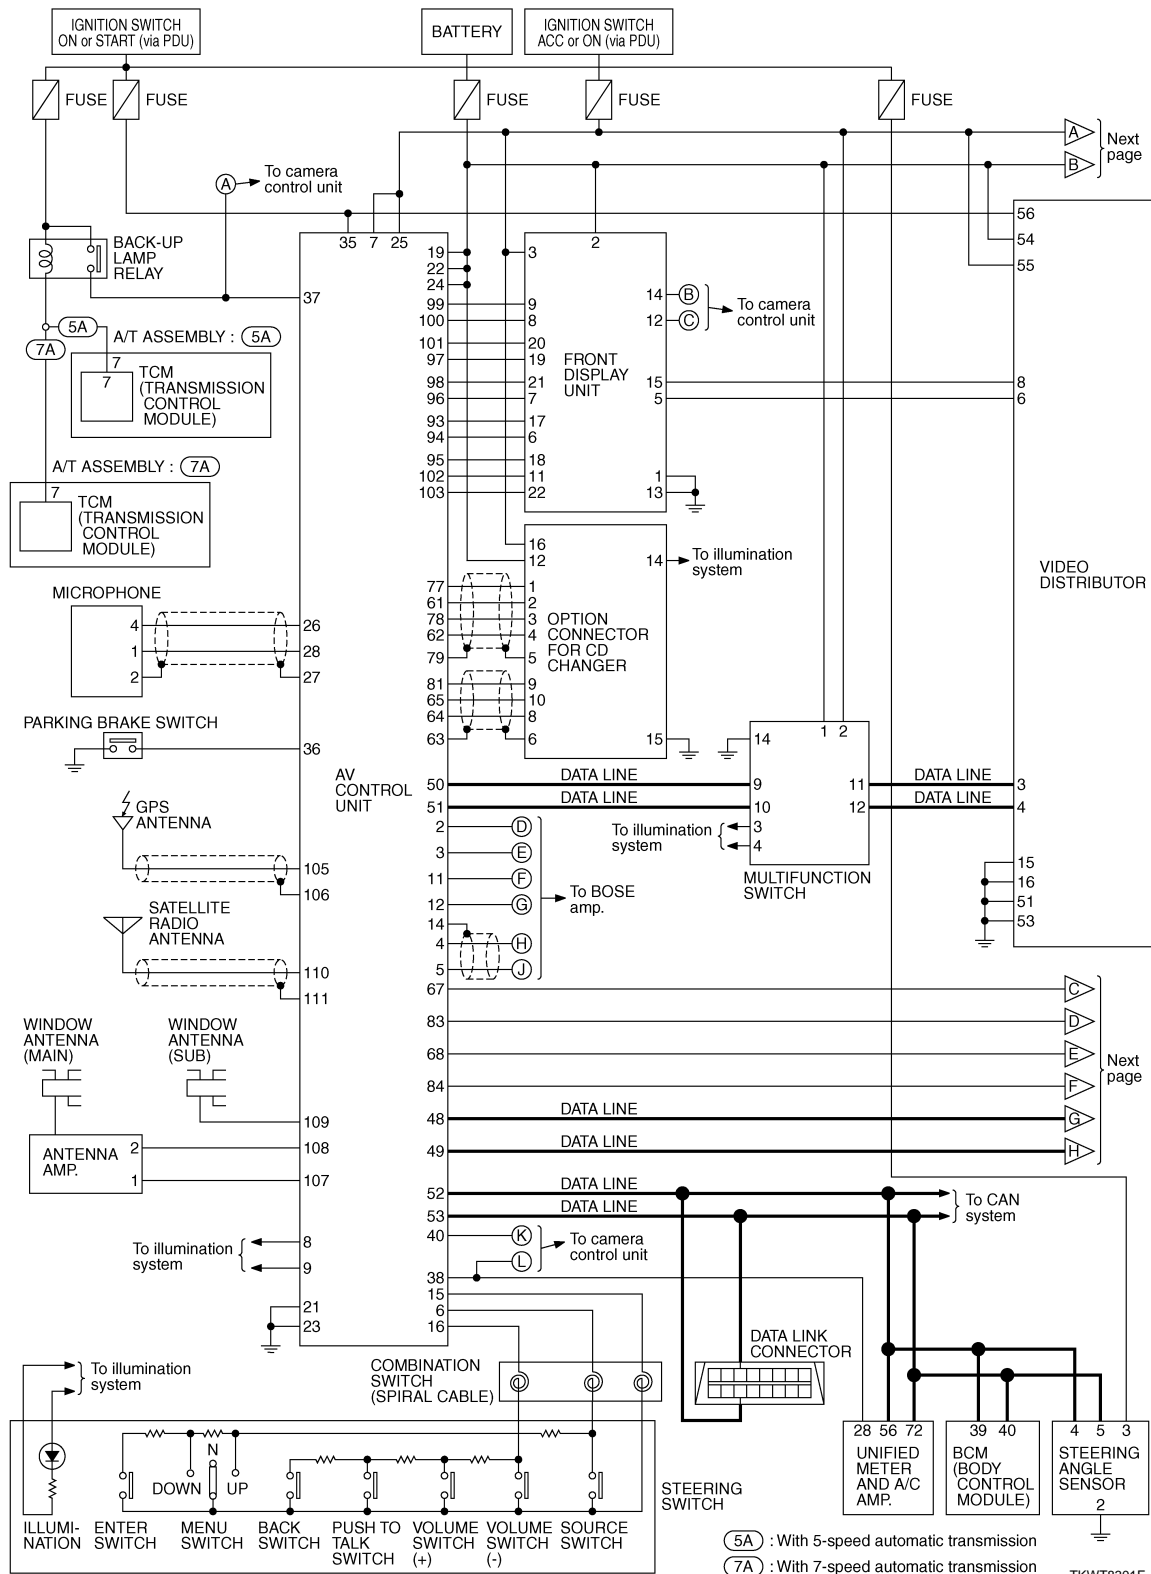 IGNITION SWITCH
ON or START (via PDU)
BATTERY
IGNITION SWITCH
ACC or ON (via PDU)
FUSE
FUSE
FUSE
FUSE
FUSE
A
B
Next
page
A
To camera
control unit
BACK-UP
LAMP
RELAY
35
7
25
37
5A
7A
A/T ASSEMBLY : 5A
7
7
TCM
(TRANSMISSION
CONTROL
MODULE)
A/T ASSEMBLY : 7A
7
TCM
(TRANSMISSION
CONTROL
MODULE)
MICROPHONE
4
1
2
26
28
27
PARKING BRAKE SWITCH
36
GPS
ANTENNA
105
106
SATELLITE
RADIO
ANTENNA
110
111
WINDOW
ANTENNA
(MAIN)
WINDOW
ANTENNA
(SUB)
109
ANTENNA
AMP.
2
1
108
107
To illumination
system
8
9
21
23
AV
CONTROL
UNIT
19
22
24
99
100
101
97
98
96
93
94
95
102
103
77
61
78
62
79
81
65
64
63
50
51
2
3
11
12
14
4
5
67
83
68
84
48
49
52
53
40
38
15
6
16
2
3
9
8
20
19
21
7
17
6
18
11
22
FRONT
DISPLAY
UNIT
14
12
15
5
1
13
B
C
To camera
control unit
16
12
1
2
3
4
5
9
10
8
6
OPTION
CONNECTOR
FOR CD
CHANGER
14
15
To illumination
system
DATA LINE
DATA LINE
1
2
14
9
10
3
4
11
12
To illumination
system
MULTIFUNCTION
SWITCH
DATA LINE
DATA LINE
56
54
55
8
6
VIDEO
DISTRIBUTOR
3
4
15
16
51
53
D
E
F
G
H
J
To BOSE
amp.
C
D
E
F
G
H
Next
page
DATA LINE
DATA LINE
DATA LINE
DATA LINE
To CAN
system
K
L
To camera
control unit
DATA LINK
CONNECTOR
COMBINATION
SWITCH
(SPIRAL CABLE)
To illumination
system
N
DOWN
UP
ILLUMI-
NATION
ENTER
SWITCH
MENU
SWITCH
BACK
SWITCH
PUSH TO
TALK
SWITCH
VOLUME
SWITCH
(+)
VOLUME
SWITCH
(-)
SOURCE
SWITCH
STEERING
SWITCH
28
56
72
UNIFIED
METER
AND A/C
AMP.
39
40
BCM
(BODY
CONTROL
MODULE)
4
5
3
STEERING
ANGLE
SENSOR
2
5A : With 5-speed automatic transmission
7A : With 7-speed automatic transmission